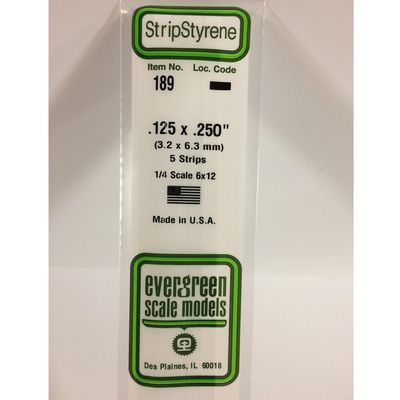 StripStyrene
Item No. Loc. Code
189
.125 x .250"
(3.2 x 6.3 mm)
5 Strips
1/4 Scale 6x12
Made in U.S.A.
evergreen
scale models
Des Plaines, IL 60018